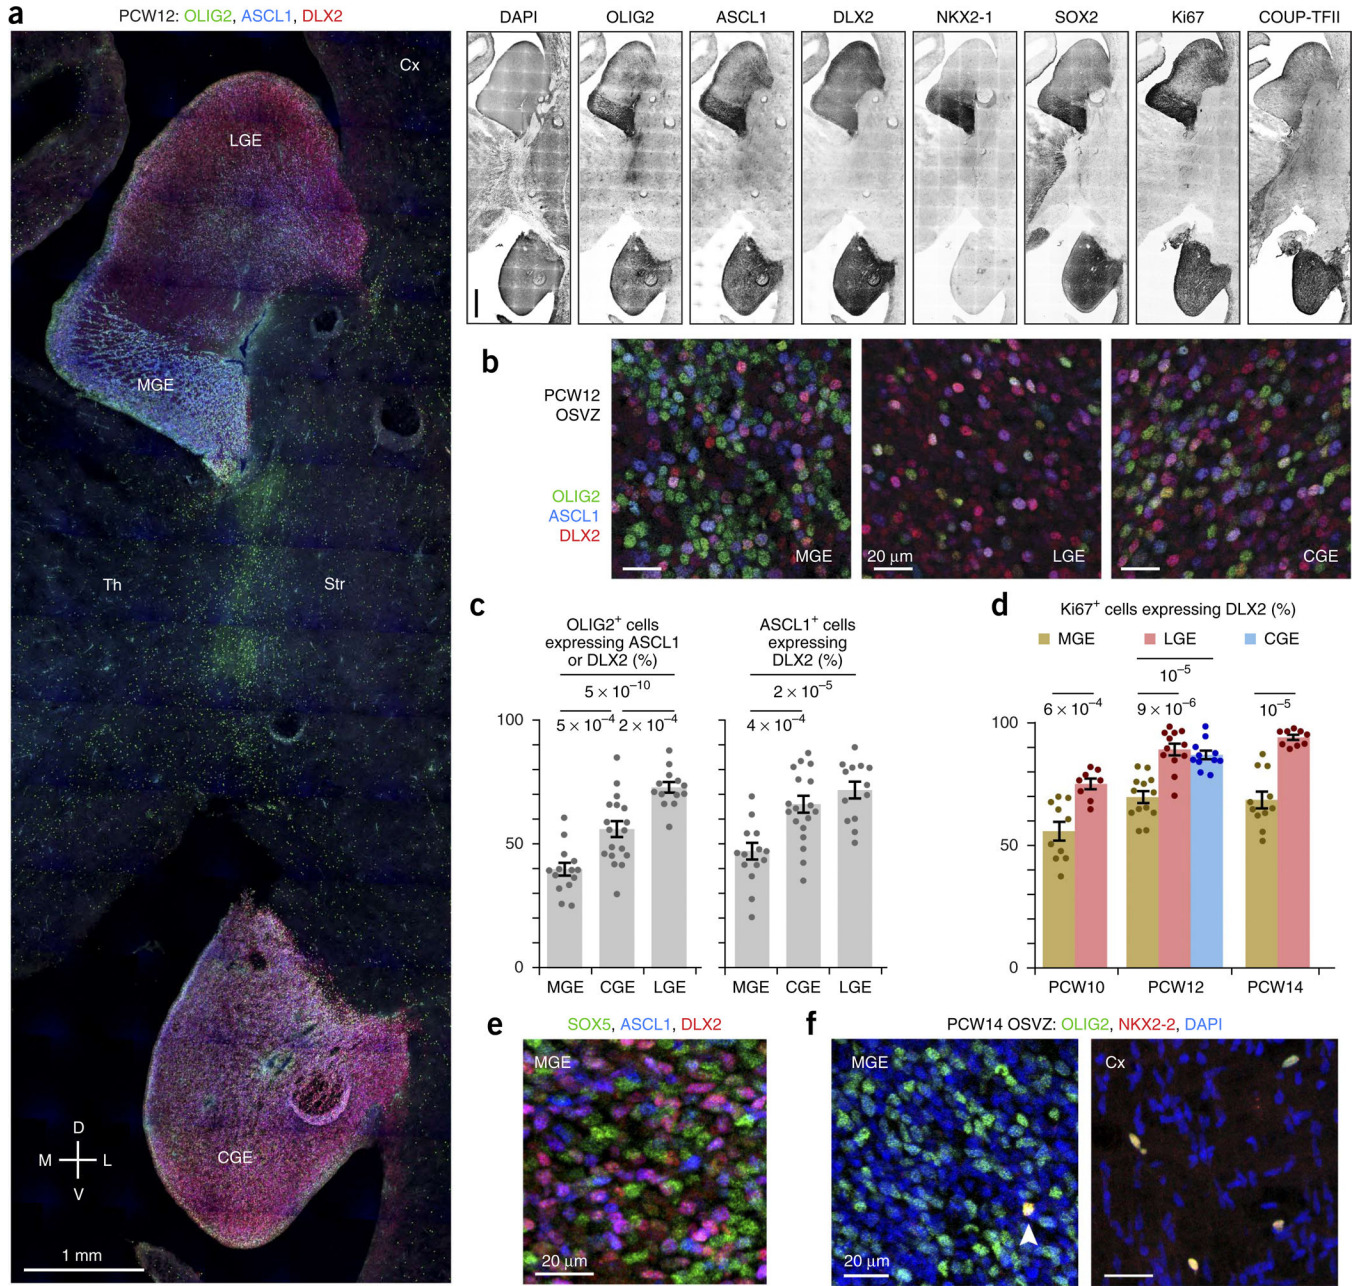 a
PCW12: OLIG2, ASCL1, DLX2
Cx
LGE
MGE
Th
Str
CGE
D
M L
V
1 mm
DAPI
OLIG2
ASCL1
DLX2
NKX2-1
SOX2
Ki67
COUP-TFII
b
PCW12
OSVZ
OLIG2
ASCL1
DLX2
MGE
20 µm
LGE
CGE
c
OLIG2⁺ cells
expressing ASCL1
or DLX2 (%)
5 × 10⁻¹⁰
5 × 10⁻⁴ 2 × 10⁻⁴
100
50
0
MGE CGE LGE
ASCL1⁺ cells
expressing
DLX2 (%)
2 × 10⁻⁵
4 × 10⁻⁴
MGE CGE LGE
d
Ki67⁺ cells expressing DLX2 (%)
MGE LGE CGE
10⁻⁵
6 × 10⁻⁴ 9 × 10⁻⁶ 10⁻⁵
100
50
0
PCW10 PCW12 PCW14
e
SOX5, ASCL1, DLX2
MGE
20 µm
f
PCW14 OSVZ: OLIG2, NKX2-2, DAPI
MGE
20 µm
Cx